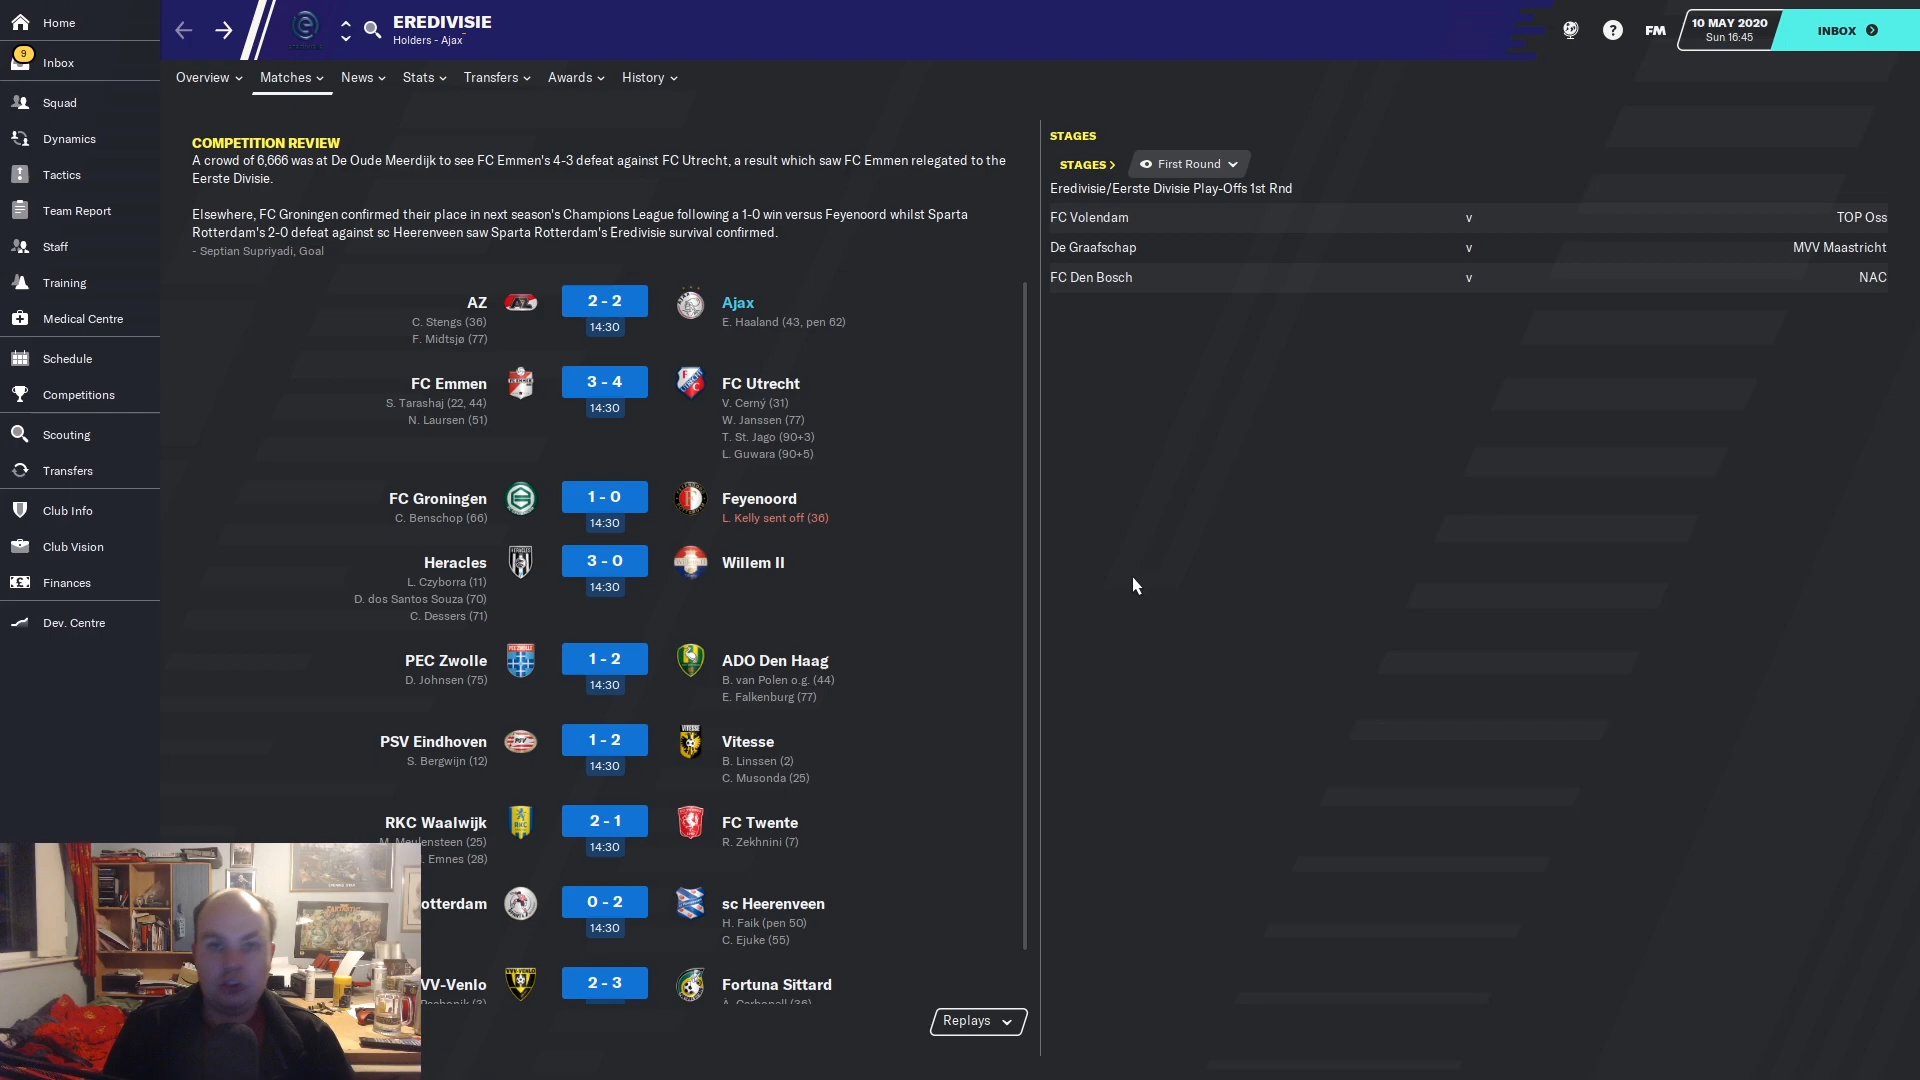 Home
9
Inbox
Squad
Dynamics
Tactics
Team Report
Staff
Training
Medical Centre
Schedule
Competitions
Scouting
Transfers
Club Info
Club Vision
Finances
Dev. Centre
EREDIVISIE
Holders - Ajax
FM
10 MAY 2020
Sun 16:45
INBOX
Overview Matches News Stats Transfers Awards History
COMPETITION REVIEW
A crowd of 6,666 was at De Oude Meerdijk to see FC Emmen's 4-3 defeat against FC Utrecht, a result which saw FC Emmen relegated to the
Eerste Divisie.
Elsewhere, FC Groningen confirmed their place in next season's Champions League following a 1-0 win versus Feyenoord whilst Sparta
Rotterdam's 2-0 defeat against sc Heerenveen saw Sparta Rotterdam's Eredivisie survival confirmed.
- Septian Supriyadi, Goal
AZ 2 - 2 Ajax
C. Stengs (36) 14:30 E. Haaland (43, pen 62)
F. Midtsjø (77)
FC Emmen 3 - 4 FC Utrecht
S. Tarashaj (22, 44) 14:30 V. Cerný (31)
N. Laursen (51) W. Janssen (77)
T. St. Jago (90+3)
L. Guwara (90+5)
FC Groningen 1 - 0 Feyenoord
C. Benschop (66) 14:30 L. Kelly sent off (36)
Heracles 3 - 0 Willem II
L. Czyborra (11) 14:30
D. dos Santos Souza (70)
C. Dessers (71)
PEC Zwolle 1 - 2 ADO Den Haag
D. Johnsen (75) 14:30 B. van Polen o.g. (44)
E. Falkenburg (77)
PSV Eindhoven 1 - 2 Vitesse
S. Bergwijn (12) 14:30 B. Linssen (2)
C. Musonda (25)
RKC Waalwijk 2 - 1 FC Twente
M. Meulensteen (25) 14:30 R. Zekhnini (7)
. Emnes (28)
otterdam 0 - 2 sc Heerenveen
14:30 H. Faik (pen 50)
C. Ejuke (55)
VV-Venlo 2 - 3 Fortuna Sittard
Replays
STAGES
STAGES First Round
Eredivisie/Eerste Divisie Play-Offs 1st Rnd
FC Volendam v TOP Oss
De Graafschap v MVV Maastricht
FC Den Bosch v NAC